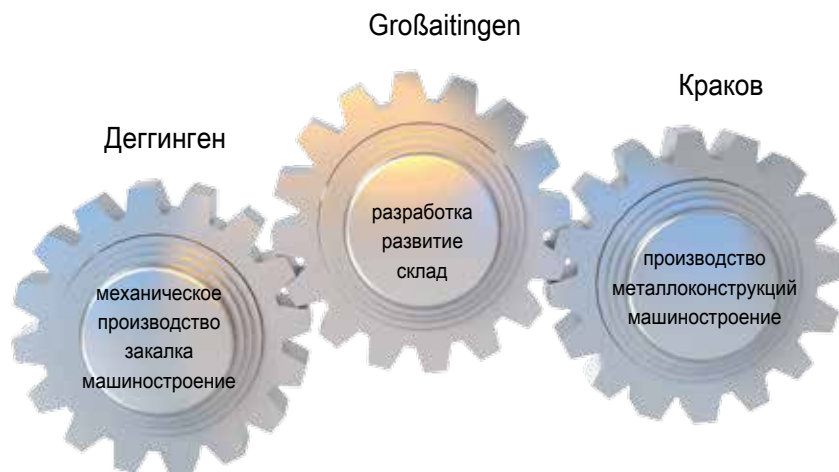 Großaitingen
Краков
Деггинген
разработка
развитие
склад
производство
металлоконструкций
машиностроение
механическое
производство
закалка
машиностроение